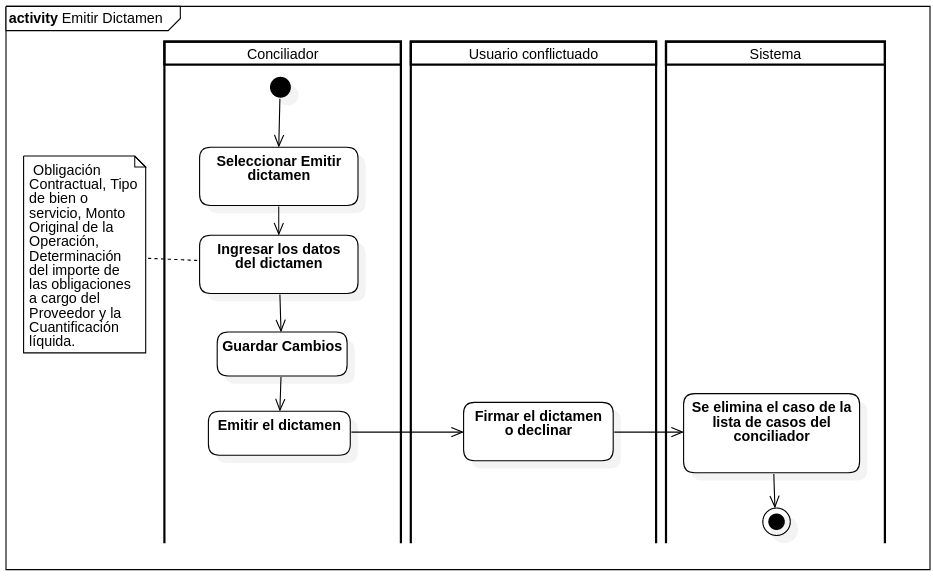 activity Emitir Dictamen
Conciliador
Usuario conflictuado
Sistema
Seleccionar Emitir
dictamen
Obligación
Contractual, Tipo
de bien o
servicio, Monto
Original de la
Operación,
Determinación
del importe de
las obligaciones
a cargo del
Proveedor y la
Cuantificación
líquida.
Ingresar los datos
del dictamen
Guardar Cambios
Emitir el dictamen
Firmar el dictamen
o declinar
Se elimina el caso de la
lista de casos del
conciliador